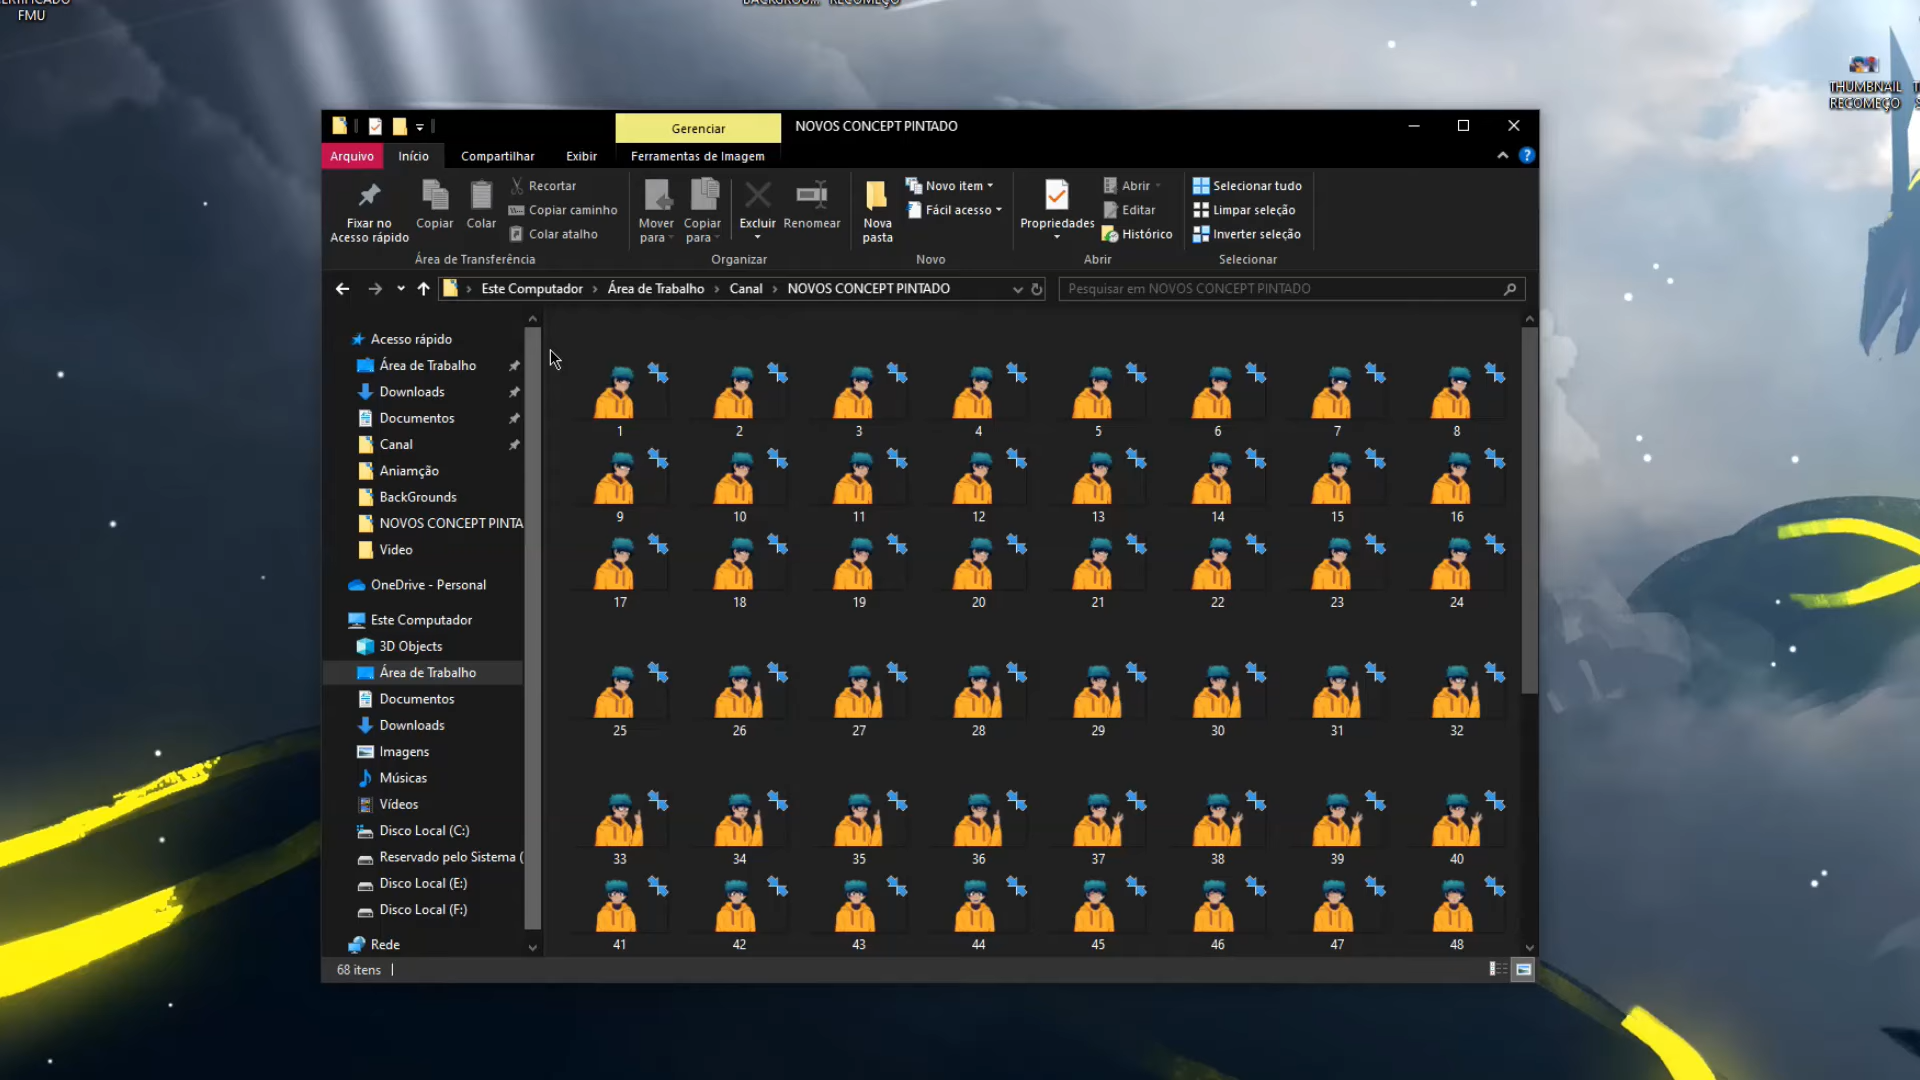 FMU
RECOMEÇO
THUMBNAIL
RECOMEÇO
Gerenciar
NOVOS CONCEPT PINTADO
Arquivo
Início
Compartilhar
Exibir
Ferramentas de Imagem
Fixar no
Acesso rápido
Copiar
Colar
Recortar
Copiar caminho
Colar atalho
Área de Transferência
Mover
para
Copiar
para
Excluir
Renomear
Organizar
Nova
pasta
Novo item
Fácil acesso
Novo
Propriedades
Abrir
Editar
Histórico
Abrir
Selecionar tudo
Limpar seleção
Inverter seleção
Selecionar
Este Computador > Área de Trabalho > Canal > NOVOS CONCEPT PINTADO
Pesquisar em NOVOS CONCEPT PINTADO
Acesso rápido
Área de Trabalho
Downloads
Documentos
Canal
Aniamção
BackGrounds
NOVOS CONCEPT PINTA
Video
OneDrive - Personal
Este Computador
3D Objects
Área de Trabalho
Documentos
Downloads
Imagens
Músicas
Vídeos
Disco Local (C:)
Reservado pelo Sistema (
Disco Local (E:)
Disco Local (F:)
Rede
1 2 3 4 5 6 7 8
9 10 11 12 13 14 15 16
17 18 19 20 21 22 23 24
25 26 27 28 29 30 31 32
33 34 35 36 37 38 39 40
41 42 43 44 45 46 47 48
68 itens